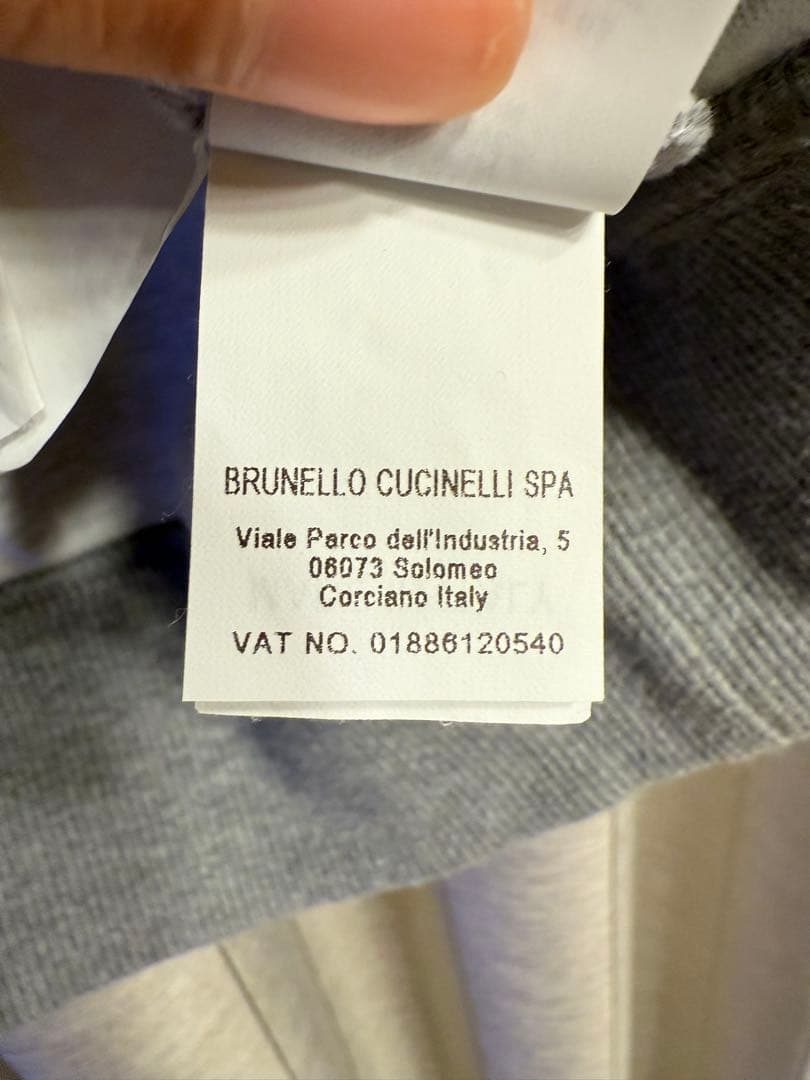 BRUNELLO CUCINELLI SPA
Viale Parco dell'Industria, 5
06073 Solomeo
Corciano Italy
VAT NO. 01886120540